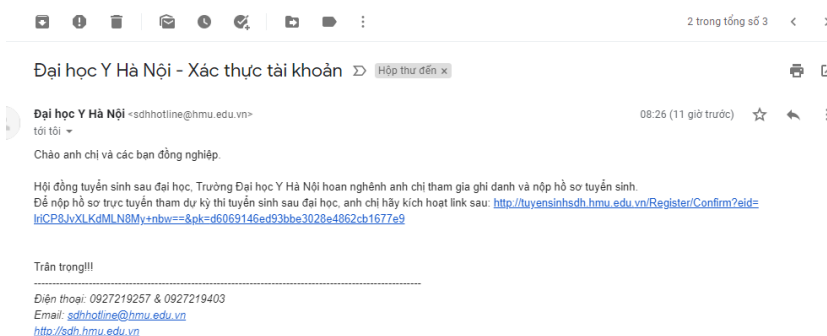 2 trong tổng số 3
Đại học Y Hà Nội - Xác thực tài khoản Hộp thư đến x
Đại học Y Hà Nội <sdhhotline@hmu.edu.vn> 08:26 (11 giờ trước)
tới tôi
Chào anh chị và các bạn đồng nghiệp.
Hội đồng tuyển sinh sau đại học, Trường Đại học Y Hà Nội hoan nghênh anh chị tham gia ghi danh và nộp hồ sơ tuyển sinh.
Để nộp hồ sơ trực tuyến tham dự kỳ thi tuyển sinh sau đại học, anh chị hãy kích hoạt link sau: http://tuyensinhsdh.hmu.edu.vn/Register/Confirm?eid=
lriCP8JvXLKdMLN8My+nbw==&pk=d6069146ed93bbe3028e4862cb1677e9
Trân trọng!!!
--------------------------------------------------------------------------------------------------------
Điện thoại: 0927219257 & 0927219403
Email: sdhhotline@hmu.edu.vn
http://sdh.hmu.edu.vn